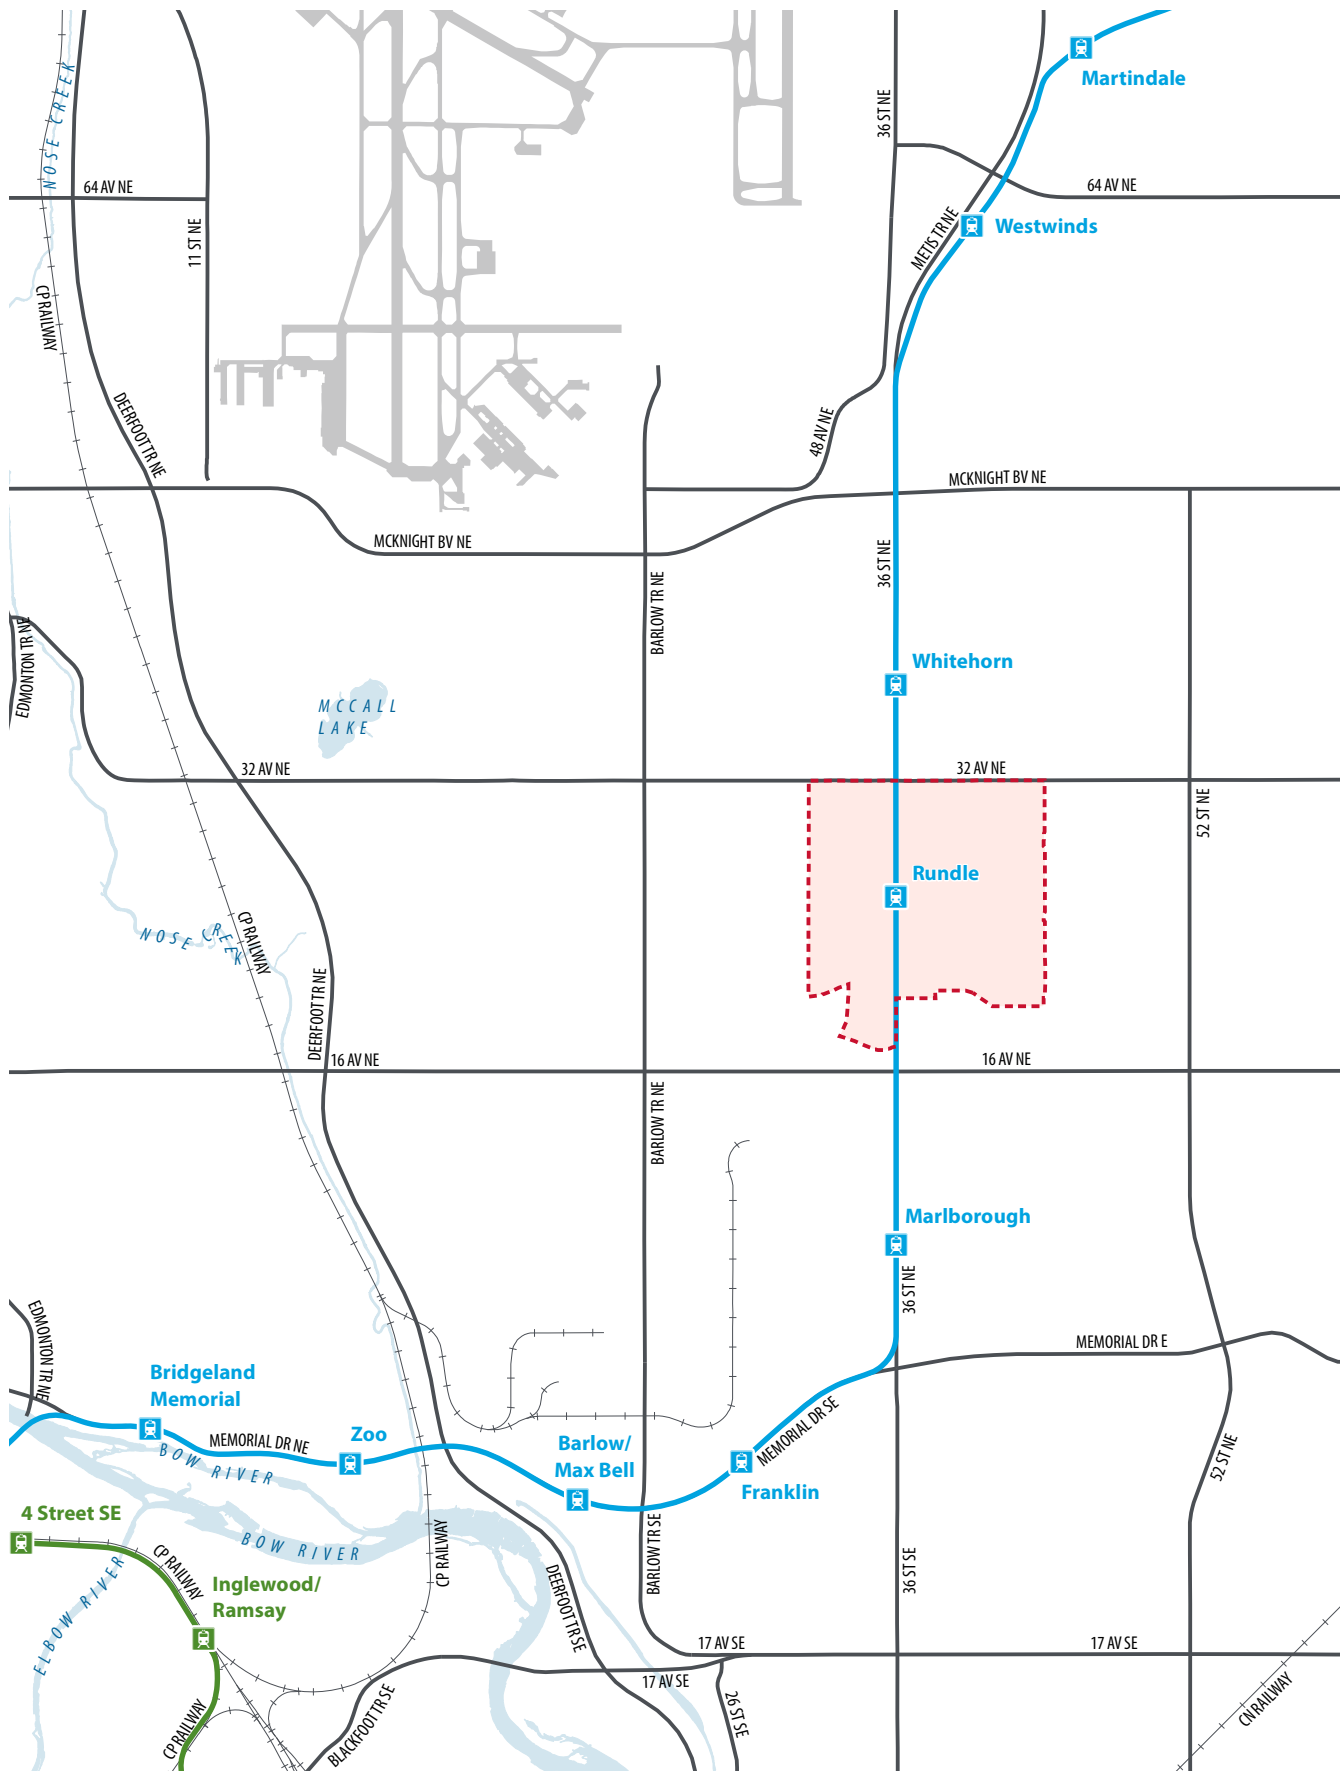 NOSE CREEK
36 ST NE
Martindale
64 AV NE
64 AV NE
11 ST NE
METIS TR NE
Westwinds
CP RAILWAY
DEERFOOT TR NE
48 AV NE
MCKNIGHT BV NE
MCKNIGHT BV NE
36 ST NE
BARLOW TR NE
EDMONTON TR NE
Whitehorn
MCCALL
LAKE
32 AV NE
32 AV NE
52 ST NE
Rundle
NOSE CREEK
CP RAILWAY
DEERFOOT TR NE
16 AV NE
16 AV NE
BARLOW TR NE
Marlborough
36 ST NE
EDMONTON TR NE
MEMORIAL DR E
Bridgeland
Memorial
MEMORIAL DR NE
Zoo
BOW RIVER
Barlow/
Max Bell
MEMORIAL DR SE
Franklin
52 ST NE
4 Street SE
BOW RIVER
CP RAILWAY
CP RAILWAY
BARLOW TR SE
36 ST SE
ELBOW RIVER
Inglewood/
Ramsay
DEERFOOT TR SE
17 AV SE
17 AV SE
17 AV SE
26 ST SE
CP RAILWAY
BLACKFOOT TR SE
CN RAILWAY